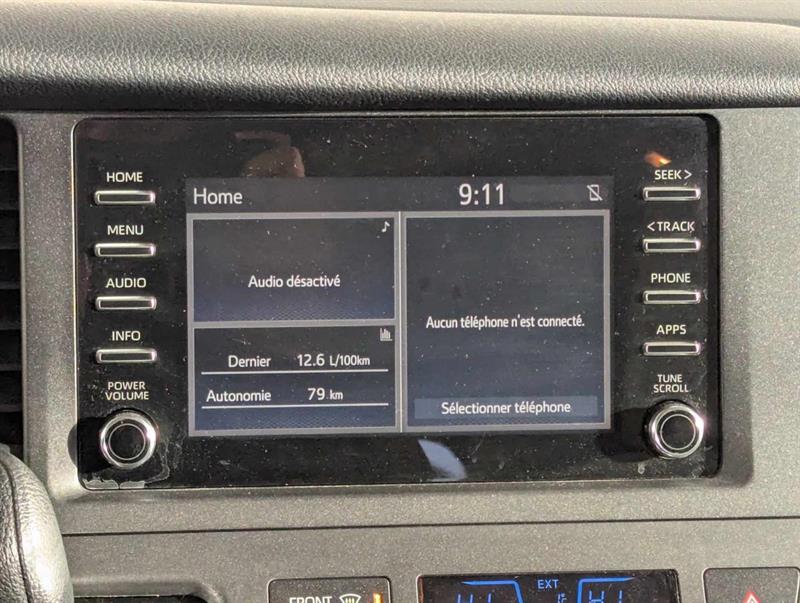 HOME
MENU
AUDIO
INFO
POWER
VOLUME
Home 9:11
Audio désactivé
Dernier 12.6 L/100km
Autonomie 79 km
Aucun téléphone n'est connecté.
Sélectionner téléphone
SEEK >
< TRACK
PHONE
APPS
TUNE
SCROLL
FRONT
EXT